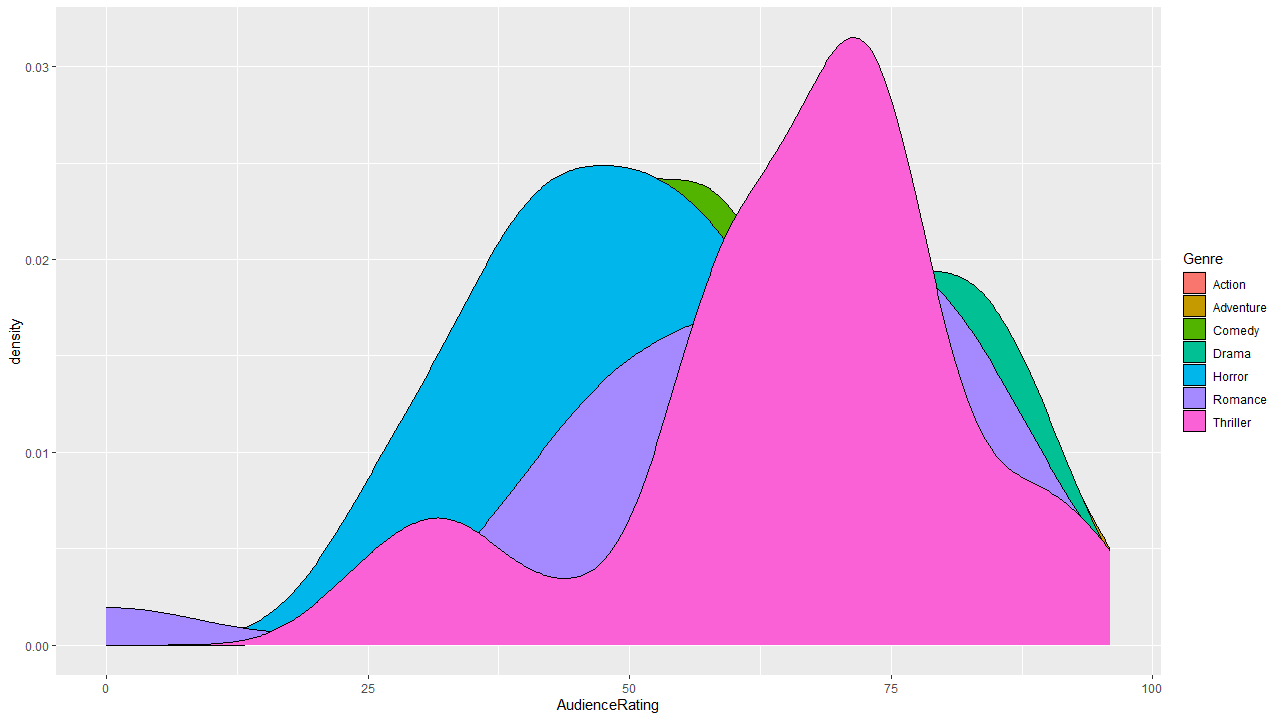 0.03
0.02
0.01
0.00
density
0 25 50 75 100
AudienceRating
Genre
Action
Adventure
Comedy
Drama
Horror
Romance
Thriller